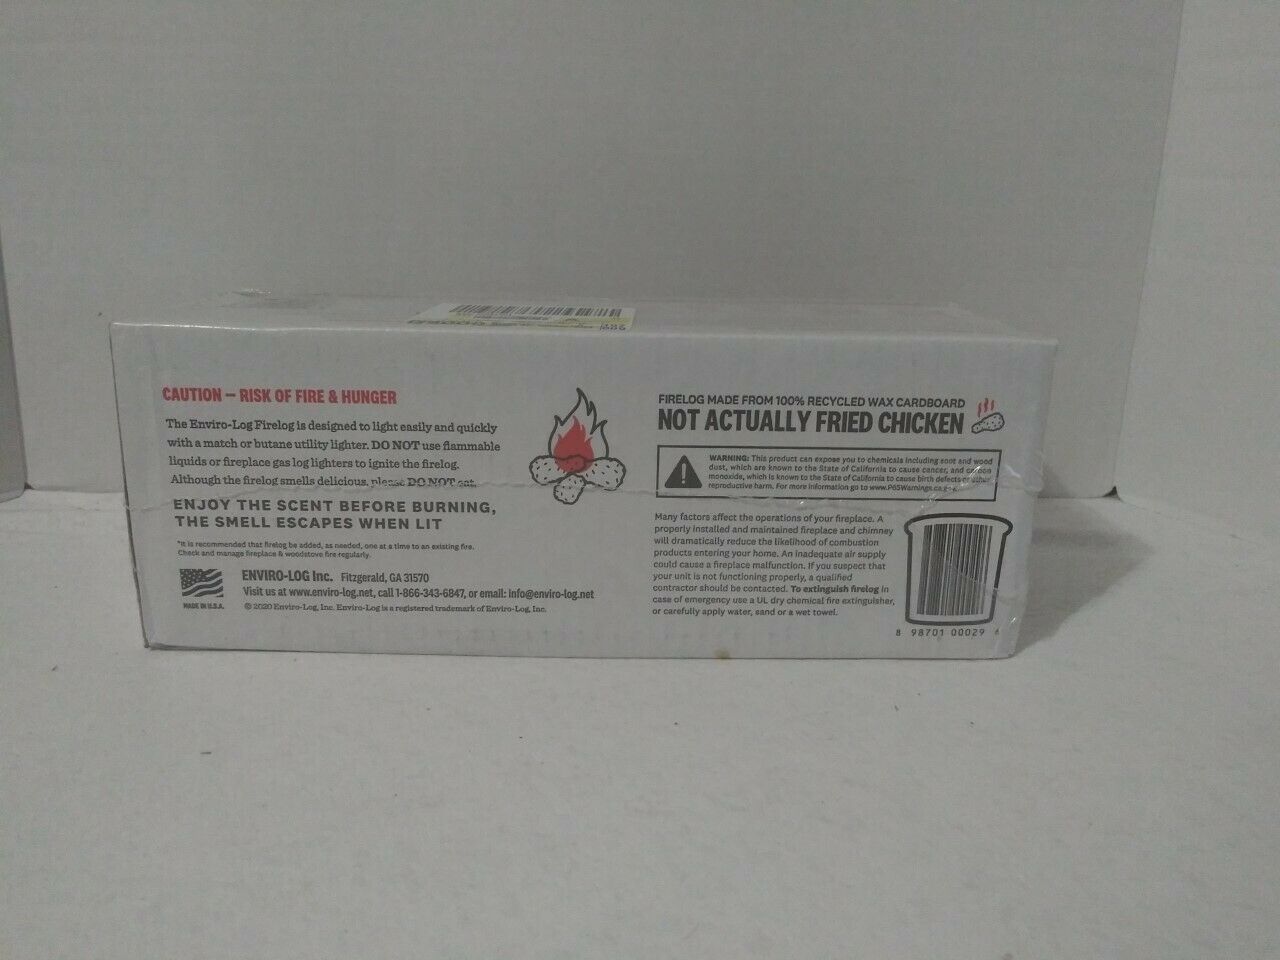 CAUTION — RISK OF FIRE & HUNGER
The Enviro-Log Firelog is designed to light easily and quickly
with a match or butane utility lighter. DO NOT use flammable
liquids or fireplace gas log lighters to ignite the firelog.
Although the firelog smells delicious, please DO NOT eat.
ENJOY THE SCENT BEFORE BURNING,
THE SMELL ESCAPES WHEN LIT
*It is recommended that firelog be added, as needed, one at a time to an existing fire.
Check and manage fireplace & woodstove fire regularly.
MADE IN U.S.A.
ENVIRO-LOG Inc. Fitzgerald, GA 31570
Visit us at www.enviro-log.net, call 1-866-343-6847, or email: info@enviro-log.net
© 2020 Enviro-Log, Inc. Enviro-Log is a registered trademark of Enviro-Log, Inc.
FIRELOG MADE FROM 100% RECYCLED WAX CARDBOARD
NOT ACTUALLY FRIED CHICKEN
WARNING: This product can expose you to chemicals including soot and wood
dust, which are known to the State of California to cause cancer, and carbon
monoxide, which is known to the State of California to cause birth defects or other
reproductive harm. For more information go to www.P65Warnings.ca.gov.
Many factors affect the operations of your fireplace. A
properly installed and maintained fireplace and chimney
will dramatically reduce the likelihood of combustion
products entering your home. An inadequate air supply
could cause a fireplace malfunction. If you suspect that
your unit is not functioning properly, a qualified
contractor should be contacted. To extinguish firelog in
case of emergency use a UL dry chemical fire extinguisher,
or carefully apply water, sand or a wet towel.
8 98701 00029